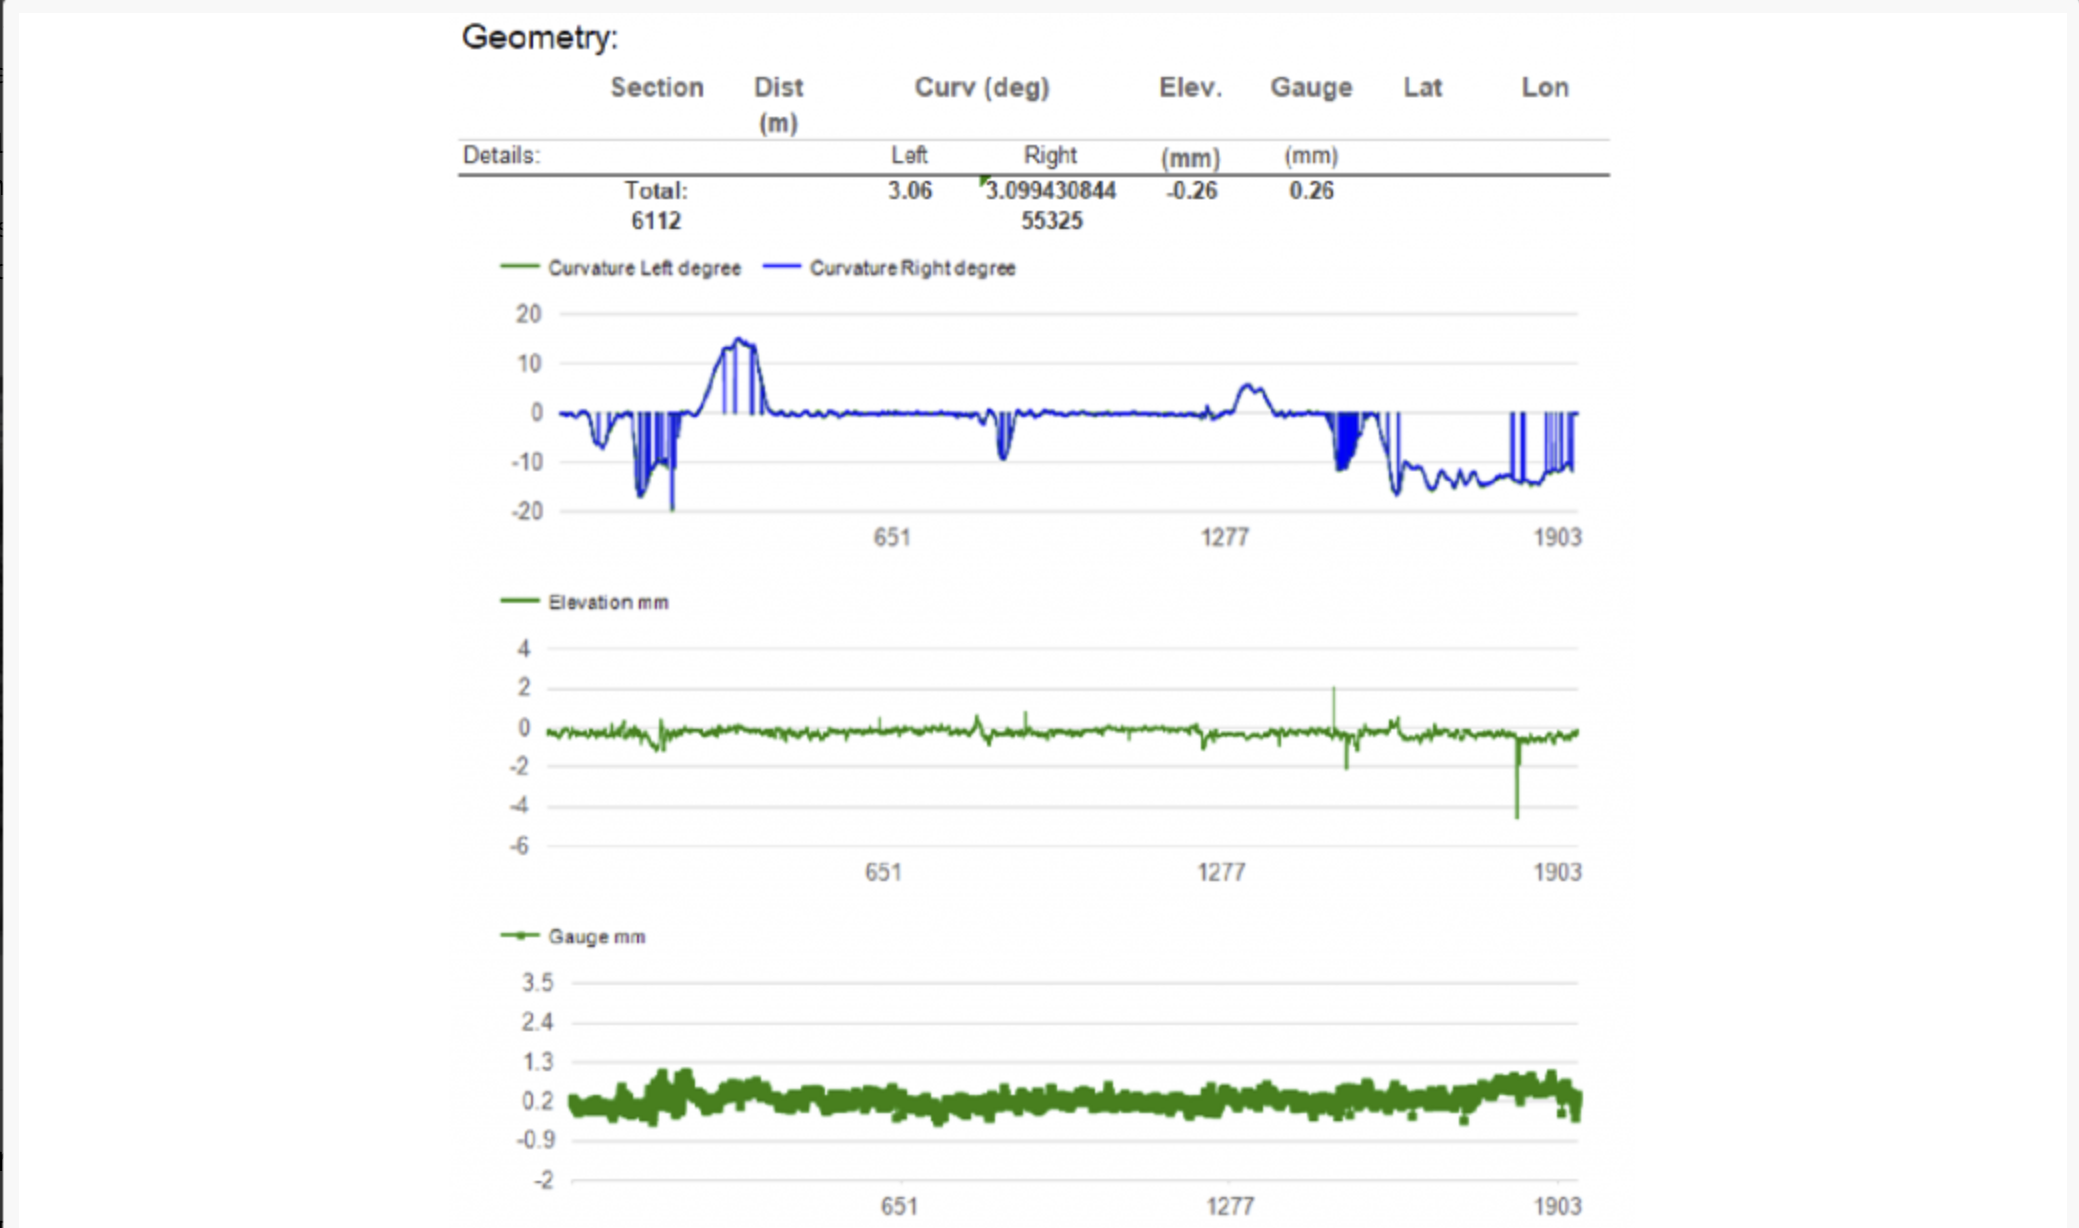 Geometry:
Section Dist Curv (deg) Elev. Gauge Lat Lon
(m)
Details: Left Right (mm) (mm)
Total: 3.06 3.099430844 -0.26 0.26
6112 55325
Curvature Left degree Curvature Right degree
20
10
0
-10
-20
651 1277 1903
Elevation mm
4
2
0
-2
-4
-6
651 1277 1903
Gauge mm
3.5
2.4
1.3
0.2
-0.9
-2
651 1277 1903